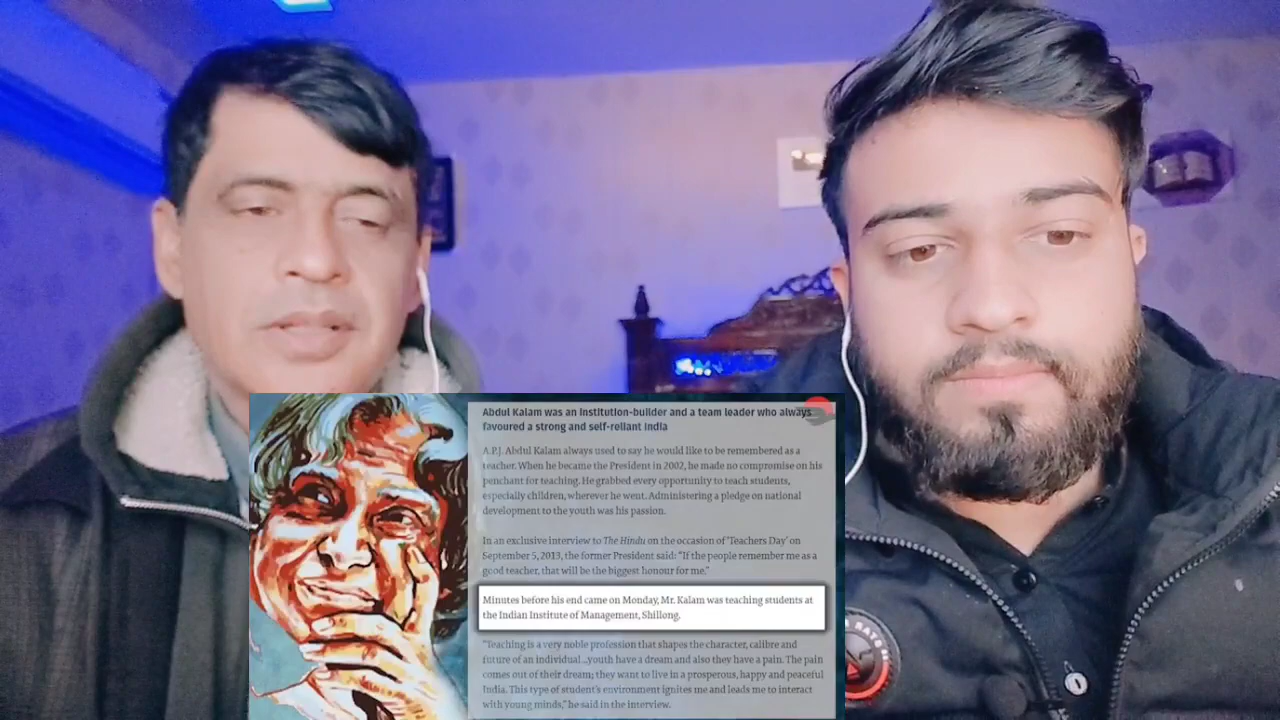 Abdul Kalam was an institution-builder and a team leader who always
favoured a strong and self-reliant India
A.P.J. Abdul Kalam always used to say he would like to be remembered as a
teacher. When he became the President in 2002, he made no compromise on his
penchant for teaching. He grabbed every opportunity to teach students,
especially children, wherever he went. Administering a pledge on national
development to the youth was his passion.
In an exclusive interview to The Hindu on the occasion of ‘Teachers Day’ on
September 5, 2013, the former President said: “If the people remember me as a
good teacher, that will be the biggest honour for me.”
Minutes before his end came on Monday, Mr. Kalam was teaching students at
the Indian Institute of Management, Shillong.
“Teaching is a very noble profession that shapes the character, calibre and
future of an individual...youth have a dream and also they have a pain. The pain
comes out of their dream; they want to live in a prosperous, happy and peaceful
India. This type of student’s environment ignites me and leads me to interact
with young minds,” he said in the interview.